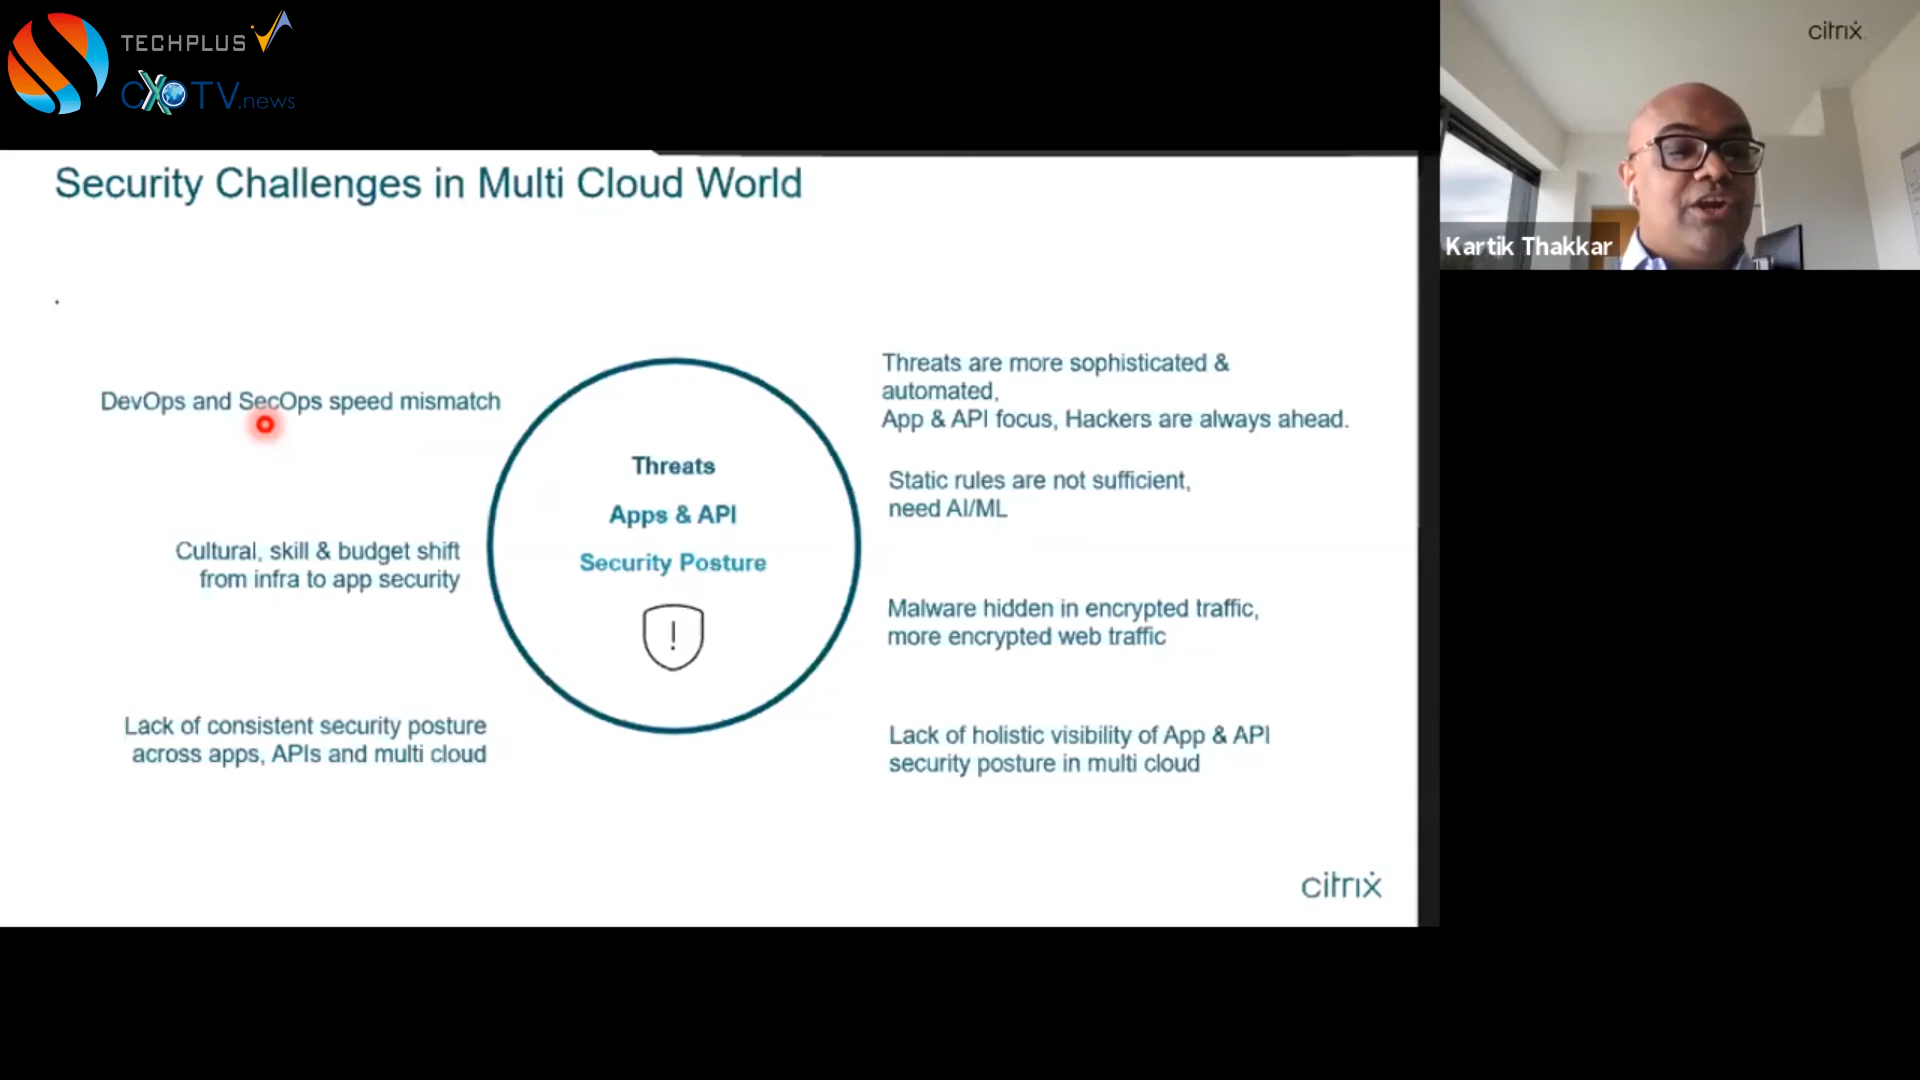 TECHPLUS
CXOTV.news
citrix
Kartik Thakkar
Security Challenges in Multi Cloud World
DevOps and SecOps speed mismatch
Cultural, skill & budget shift
from infra to app security
Lack of consistent security posture
across apps, APIs and multi cloud
Threats
Apps & API
Security Posture
Threats are more sophisticated &
automated,
App & API focus, Hackers are always ahead.
Static rules are not sufficient,
need AI/ML
Malware hidden in encrypted traffic,
more encrypted web traffic
Lack of holistic visibility of App & API
security posture in multi cloud
citrix